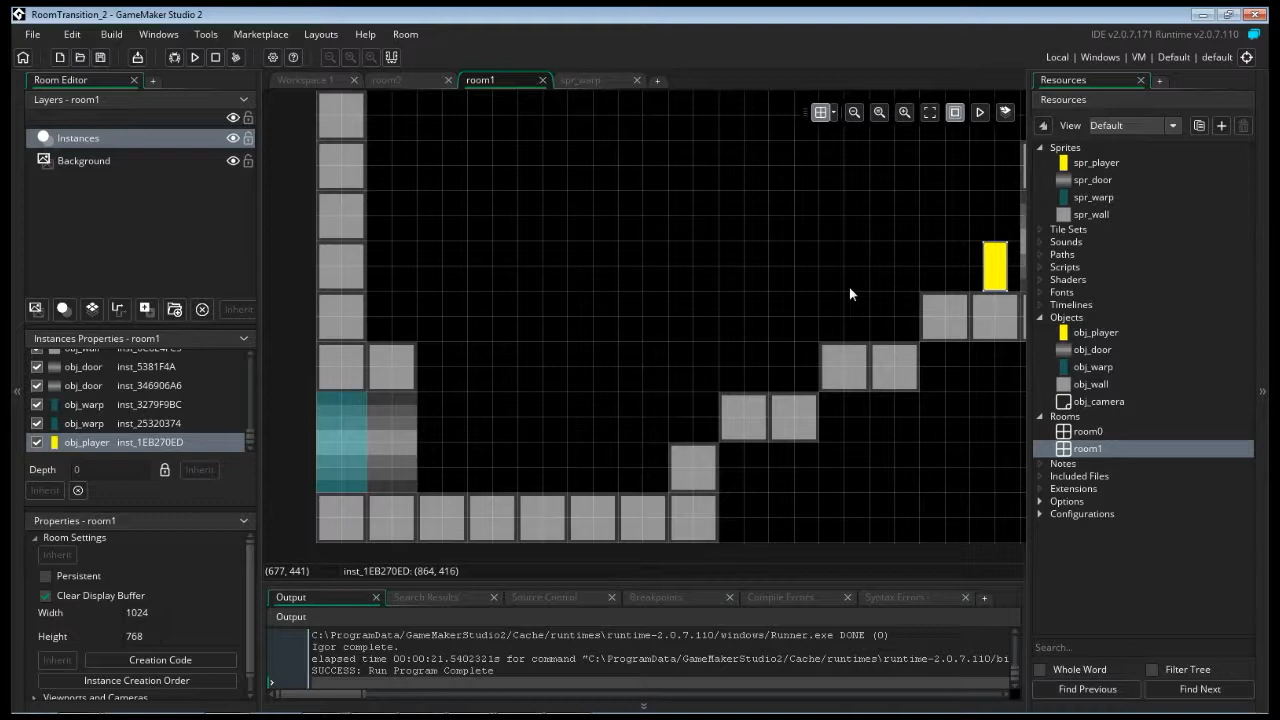 RoomTransition_2 - GameMaker Studio 2
File Edit Build Windows Tools Marketplace Layouts Help Room
IDE v2.0.7.171 Runtime v2.0.7.110
Local | Windows | VM | Default | default
Room Editor
Workspace 1
room0
room1
spr_warp
Resources
Layers - room1
Resources
Instances
View Default
Background
Sprites
spr_player
spr_door
spr_warp
spr_wall
Tile Sets
Sounds
Paths
Scripts
Shaders
Fonts
Timelines
Objects
obj_player
obj_door
obj_warp
obj_wall
obj_camera
Rooms
room0
room1
Notes
Included Files
Extensions
Options
Configurations
Inherit
Instances Properties - room1
obj_door inst_5381F4A
obj_door inst_346906A6
obj_warp inst_3279F9BC
obj_warp inst_25320374
obj_player inst_1EB270ED
Depth 0 Inherit
Inherit
Properties - room1
Room Settings
Inherit
Persistent
Clear Display Buffer
Width 1024
Height 768
Inherit Creation Code
Instance Creation Order
Viewports and Cameras
(677, 441) inst_1EB270ED: (864, 416)
Output Search Results Source Control Breakpoints Compile Errors Syntax Errors
Output
C:\ProgramData/GameMakerStudio2/Cache/runtimes\runtime-2.0.7.110/windows/Runner.exe DONE (0)
Igor complete.
elapsed time 00:00:21.5402321s for command "C:\ProgramData/GameMakerStudio2/Cache/runtimes\runtime-2.0.7.110/bi
SUCCESS: Run Program Complete
Search...
Whole Word Filter Tree
Find Previous Find Next